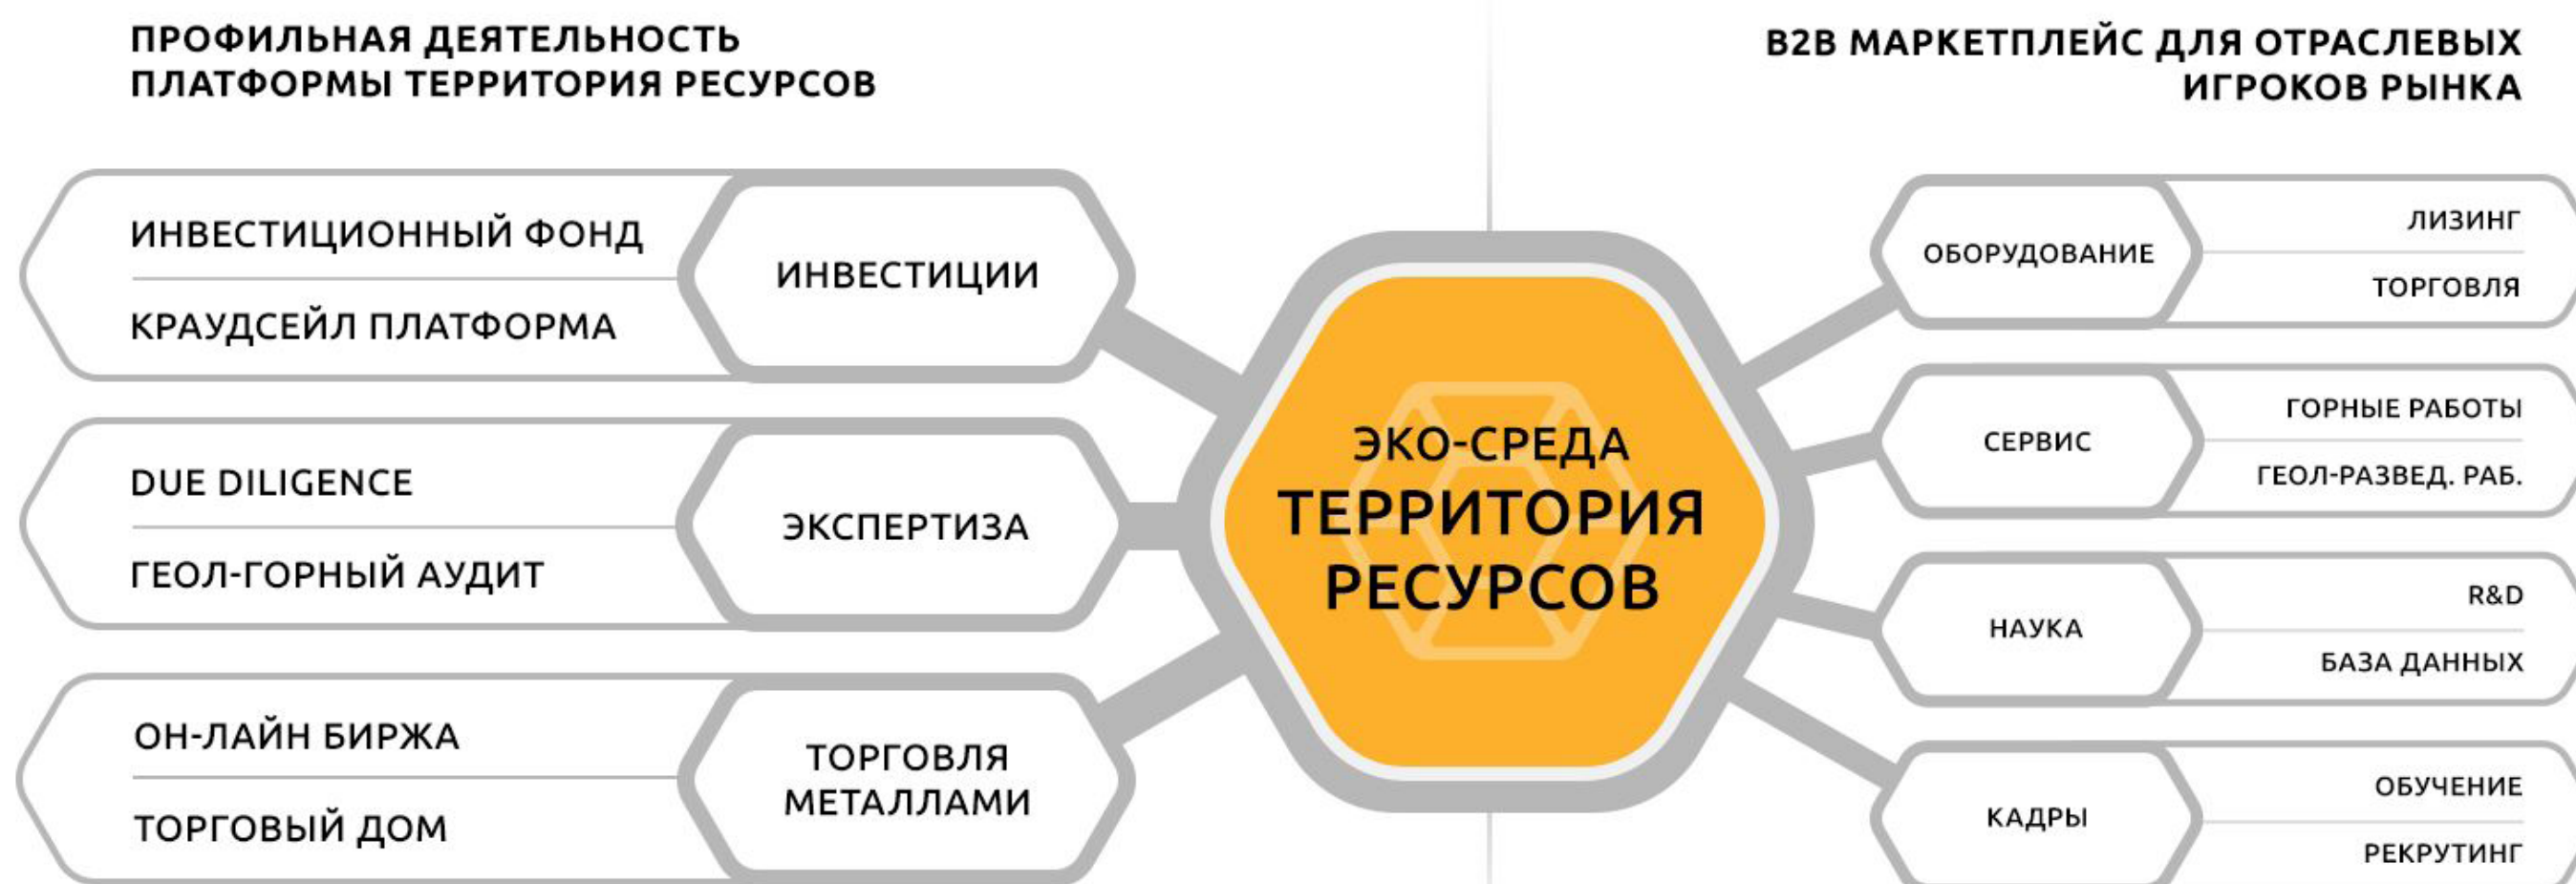 ПРОФИЛЬНАЯ ДЕЯТЕЛЬНОСТЬ
ПЛАТФОРМЫ ТЕРРИТОРИЯ РЕСУРСОВ
ИНВЕСТИЦИОННЫЙ ФОНД
КРАУДСЕЙЛ ПЛАТФОРМА
ИНВЕСТИЦИИ
DUE DILIGENCE
ГЕОЛ-ГОРНЫЙ АУДИТ
ЭКСПЕРТИЗА
ОН-ЛАЙН БИРЖА
ТОРГОВЫЙ ДОМ
ТОРГОВЛЯ
МЕТАЛЛАМИ
ЭКО-СРЕДА
ТЕРРИТОРИЯ
РЕСУРСОВ
B2B МАРКЕТПЛЕЙС ДЛЯ ОТРАСЛЕВЫХ
ИГРОКОВ РЫНКА
ОБОРУДОВАНИЕ
ЛИЗИНГ
ТОРГОВЛЯ
СЕРВИС
ГОРНЫЕ РАБОТЫ
ГЕОЛ-РАЗВЕД. РАБ.
НАУКА
R&D
БАЗА ДАННЫХ
КАДРЫ
ОБУЧЕНИЕ
РЕКРУТИНГ